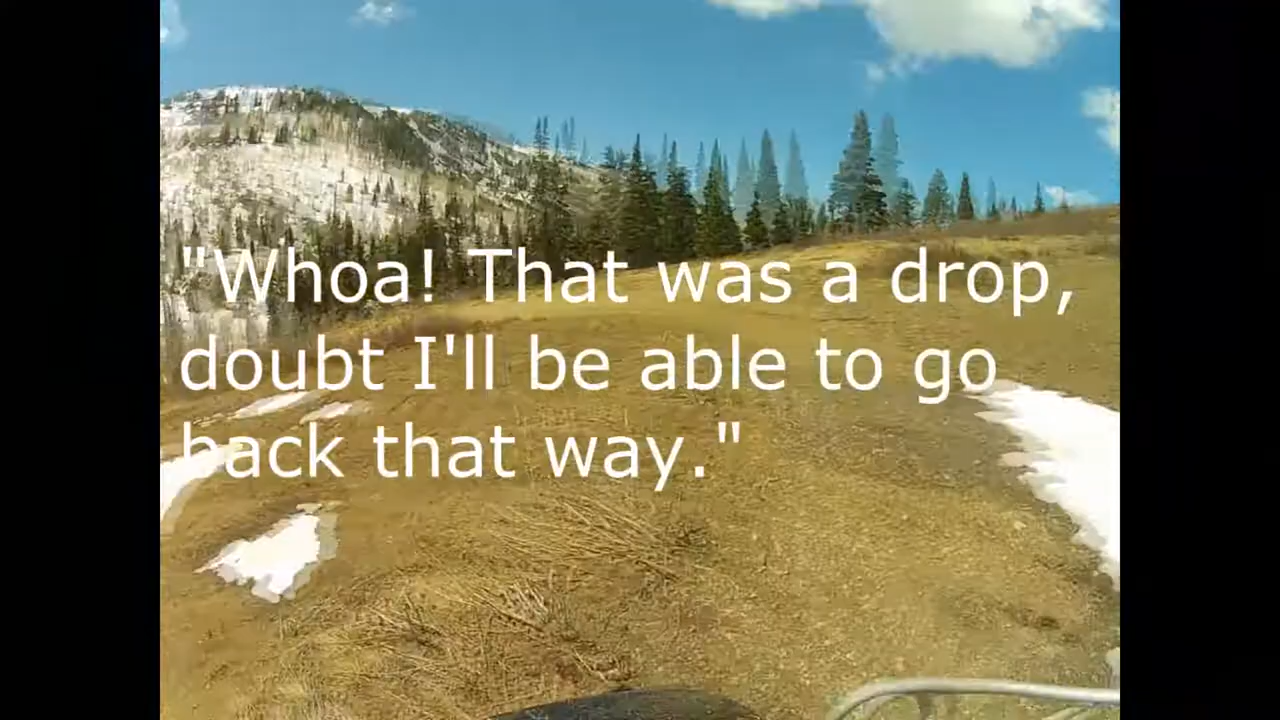 "Whoa! That was a drop,
doubt I'll be able to go
back that way."